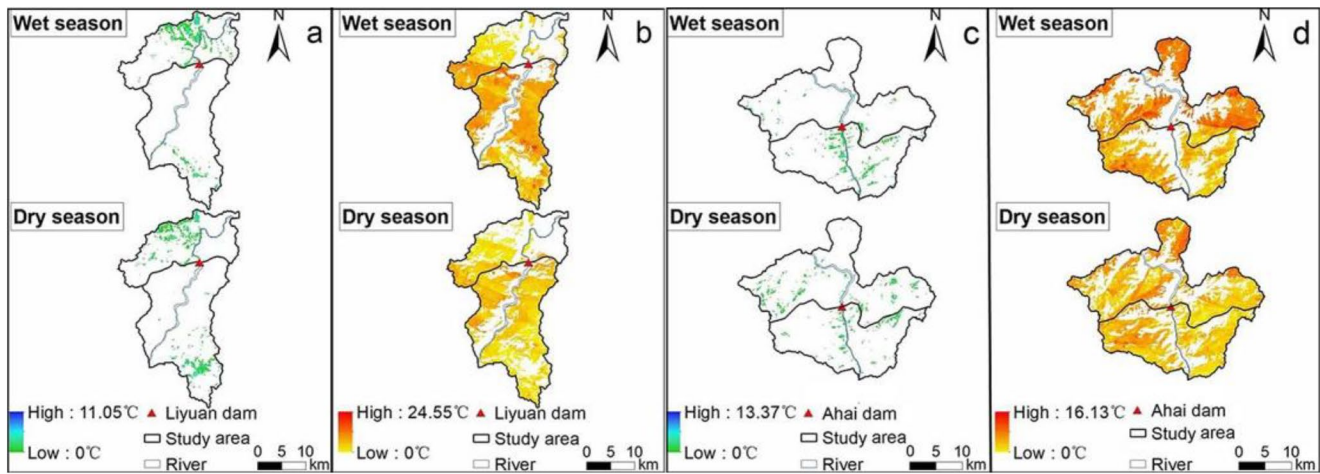 Wet season
N
a
Dry season
High : 11.05℃
Low : 0℃
Liyuan dam
Study area
River
0 5 10
km
Wet season
N
b
Dry season
High : 24.55℃
Low : 0℃
Liyuan dam
Study area
River
0 5 10
km
Wet season
N
c
Dry season
High : 13.37℃
Low : 0℃
Ahai dam
Study area
River
0 5 10
km
Wet season
N
d
Dry season
High : 16.13℃
Low : 0℃
Ahai dam
Study area
River
0 5 10
km